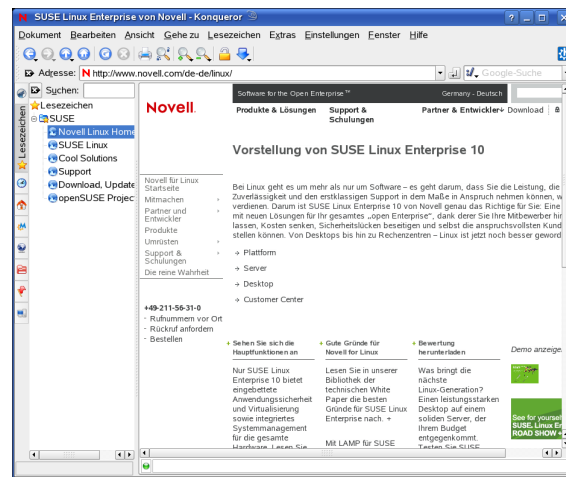 SUSE Linux Enterprise von Novell - Konqueror
Dokument Bearbeiten Ansicht Gehe zu Lesezeichen Extras Einstellungen Fenster Hilfe
Adresse: http://www.novell.com/de-de/linux/
Google-Suche
Suchen:
Lesezeichen
Lesezeichen
SUSE
Novell Linux Home
SUSE Linux
Cool Solutions
Support
Download, Update
openSUSE Projec
Software for the Open Enterprise™
Germany - Deutsch
Novell.
Produkte & Lösungen
Support &
Schulungen
Partner & Entwickler
Download
Vorstellung von SUSE Linux Enterprise 10
Novell für Linux
Startseite
Mitmachen
Partner und
Entwickler
Produkte
Umrüsten
Support &
Schulungen
Die reine Wahrheit
Bei Linux geht es um mehr als nur um Software – es geht darum, dass Sie die Leistung, die
Zuverlässigkeit und den erstklassigen Support in dem Maße in Anspruch nehmen können, w
verdienen. Darum ist SUSE Linux Enterprise 10 von Novell genau das Richtige für Sie: Eine
mit neuen Lösungen für Ihr gesamtes „open Enterprise", dank derer Sie Ihre Mitbewerber hin
lassen, Kosten senken, Sicherheitslücken beseitigen und selbst die anspruchsvollsten Kund
stellen können. Von Desktops bis hin zu Rechenzentren – Linux ist jetzt noch besser geword
→ Plattform
→ Server
→ Desktop
→ Customer Center
+49-211-56-31-0
- Rufnummern vor Ort
- Rückruf anfordern
- Bestellen
+ Sehen Sie sich die
Hauptfunktionen an
Nur SUSE Linux
Enterprise 10 bietet
eingebettete
Anwendungssicherheit
und Virtualisierung
sowie integriertes
Systemmanagement
für die gesamte
Hardware. Lesen Sie
+ Gute Gründe für
Novell for Linux
Lesen Sie in unserer
Bibliothek der
technischen White
Paper die besten
Gründe für SUSE Linux
Enterprise nach. +
Mit LAMP für SUSE
+ Bewertung
herunterladen
Was bringt die
nächste
Linux-Generation?
Einen leistungsstarken
Desktop auf einem
soliden Server, der
Ihrem Budget
entgegenkommt.
Testen Sie SUSE
Demo anzeige
See for yourself
SUSE. Linux En
ROAD SHOW +